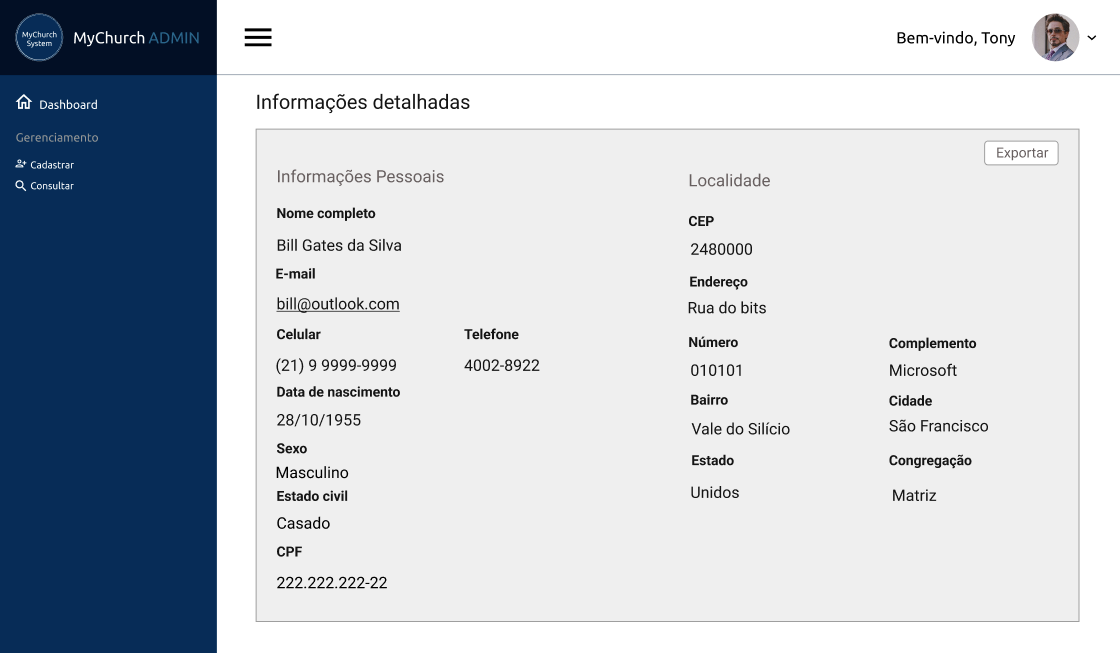 MyChurch
System
MyChurch ADMIN
Bem-vindo, Tony
Dashboard
Gerenciamento
Cadastrar
Consultar
Informações detalhadas
Exportar
Informações Pessoais
Nome completo
Bill Gates da Silva
E-mail
bill@outlook.com
Celular Telefone
(21) 9 9999-9999 4002-8922
Data de nascimento
28/10/1955
Sexo
Masculino
Estado civil
Casado
CPF
222.222.222-22
Localidade
CEP
2480000
Endereço
Rua do bits
Número Complemento
010101 Microsoft
Bairro Cidade
Vale do Silício São Francisco
Estado Congregação
Unidos Matriz